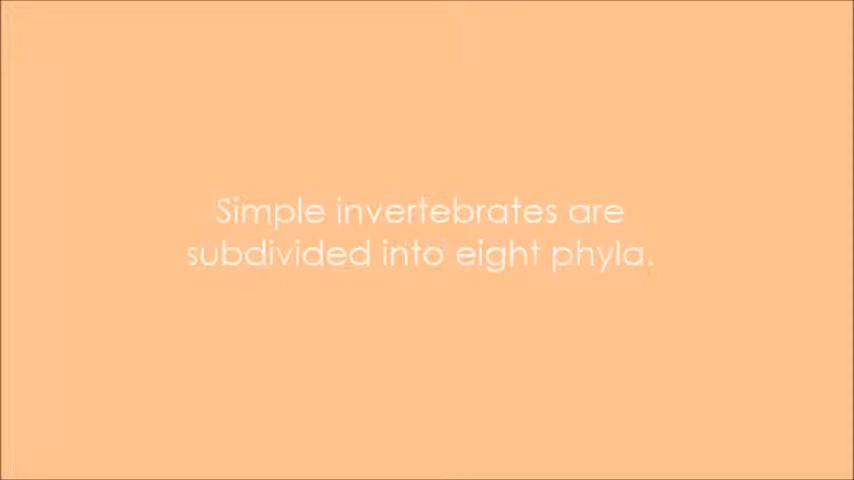 Simple invertebrates are
subdivided into eight phyla.